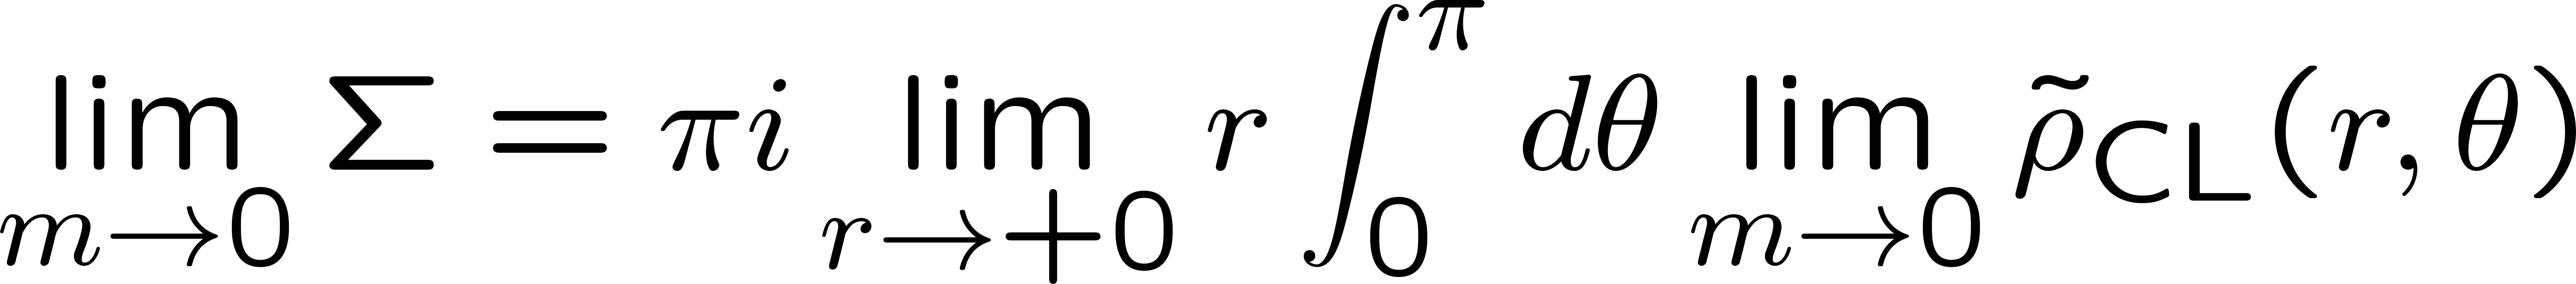 \lim_{m \to 0} \Sigma = \pi i \lim_{r \to +0} r \int_0^\pi d\theta \lim_{m \to 0} \tilde{\rho}_{\mathsf{CL}}(r, \theta)